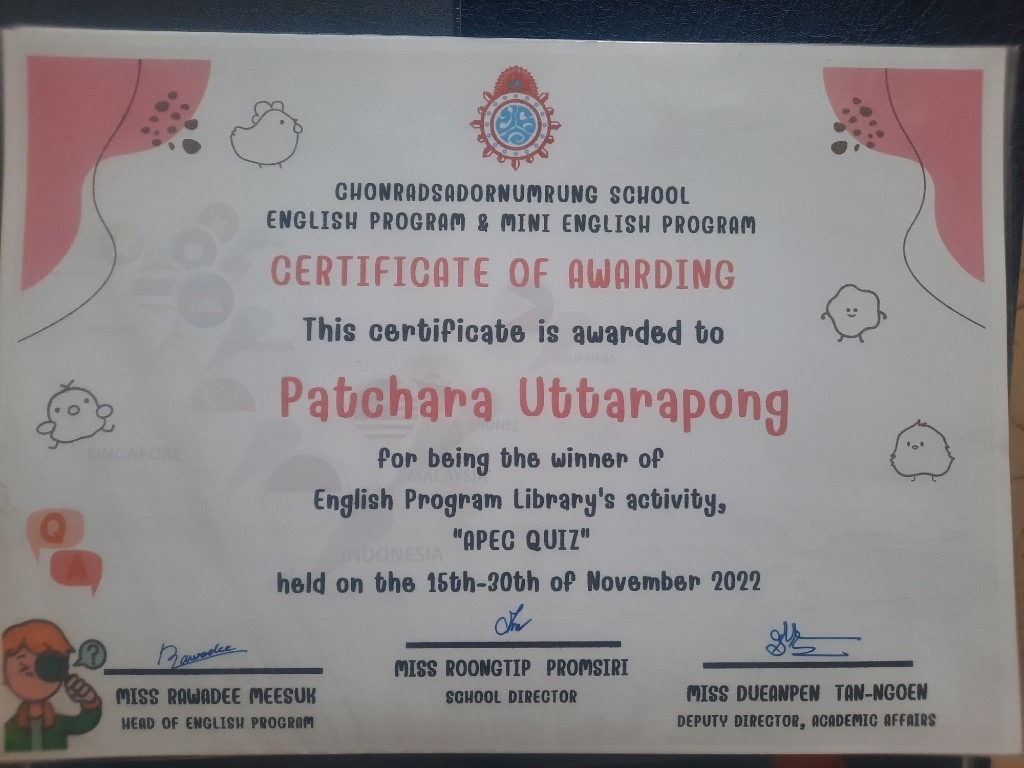 CHONRADSADORNUMRUNG SCHOOL
ENGLISH PROGRAM & MINI ENGLISH PROGRAM
CERTIFICATE OF AWARDING
This certificate is awarded to
Patchara Uttarapong
for being the winner of
English Program Library's activity,
"APEC QUIZ"
held on the 15th-30th of November 2022
SINGAPORE
BRUNEI
MALAYSIA
INDONESIA
PHILIPPINES
CAMBODIA
Q
A
?
Rawadee
MISS RAWADEE MEESUK
HEAD OF ENGLISH PROGRAM
MISS ROONGTIP PROMSIRI
SCHOOL DIRECTOR
MISS DUEANPEN TAN-NGOEN
DEPUTY DIRECTOR, ACADEMIC AFFAIRS